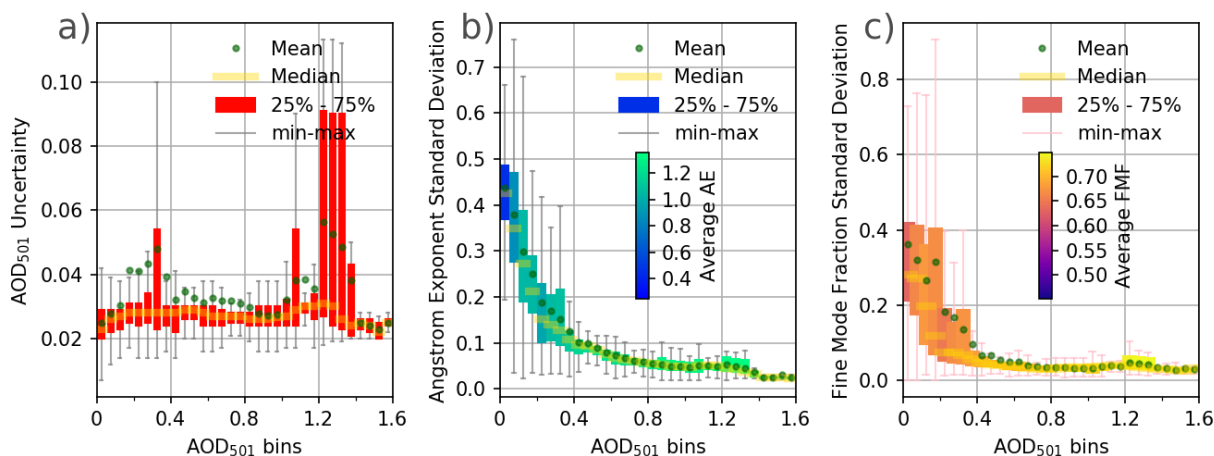 a)
AOD501 Uncertainty
0.10
0.08
0.06
0.04
0.02
Mean
Median
25% - 75%
min-max
0
0.4
0.8
1.2
1.6
AOD501 bins
b)
Angstrom Exponent Standard Deviation
0.7
0.6
0.5
0.4
0.3
0.2
0.1
0.0
Mean
Median
25% - 75%
min-max
1.2
1.0
0.8
0.6
0.4
Average AE
0
0.4
0.8
1.2
1.6
AOD501 bins
c)
Fine Mode Fraction Standard Deviation
0.8
0.6
0.4
0.2
0.0
Mean
Median
25% - 75%
min-max
0.70
0.65
0.60
0.55
0.50
Average FMF
0
0.4
0.8
1.2
1.6
AOD501 bins